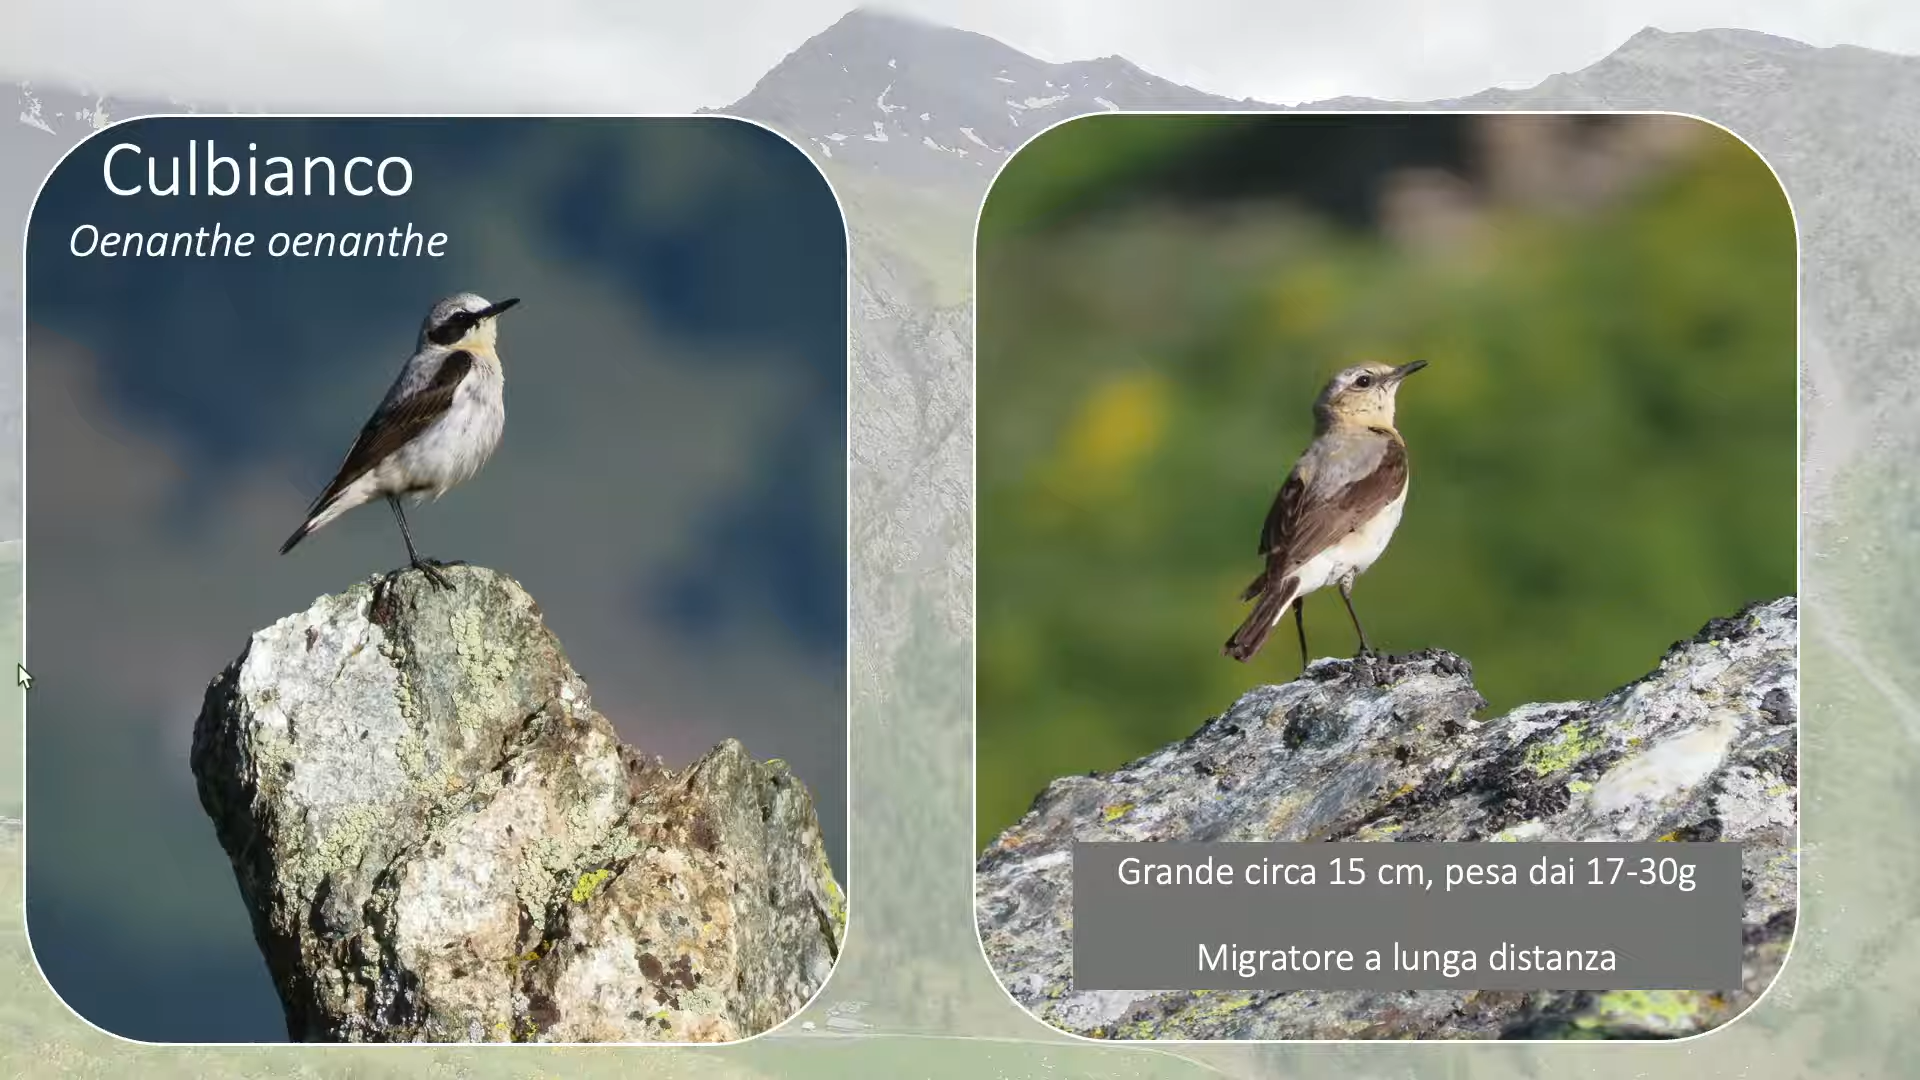 Culbianco
Oenanthe oenanthe
Grande circa 15 cm, pesa dai 17-30g
Migratore a lunga distanza